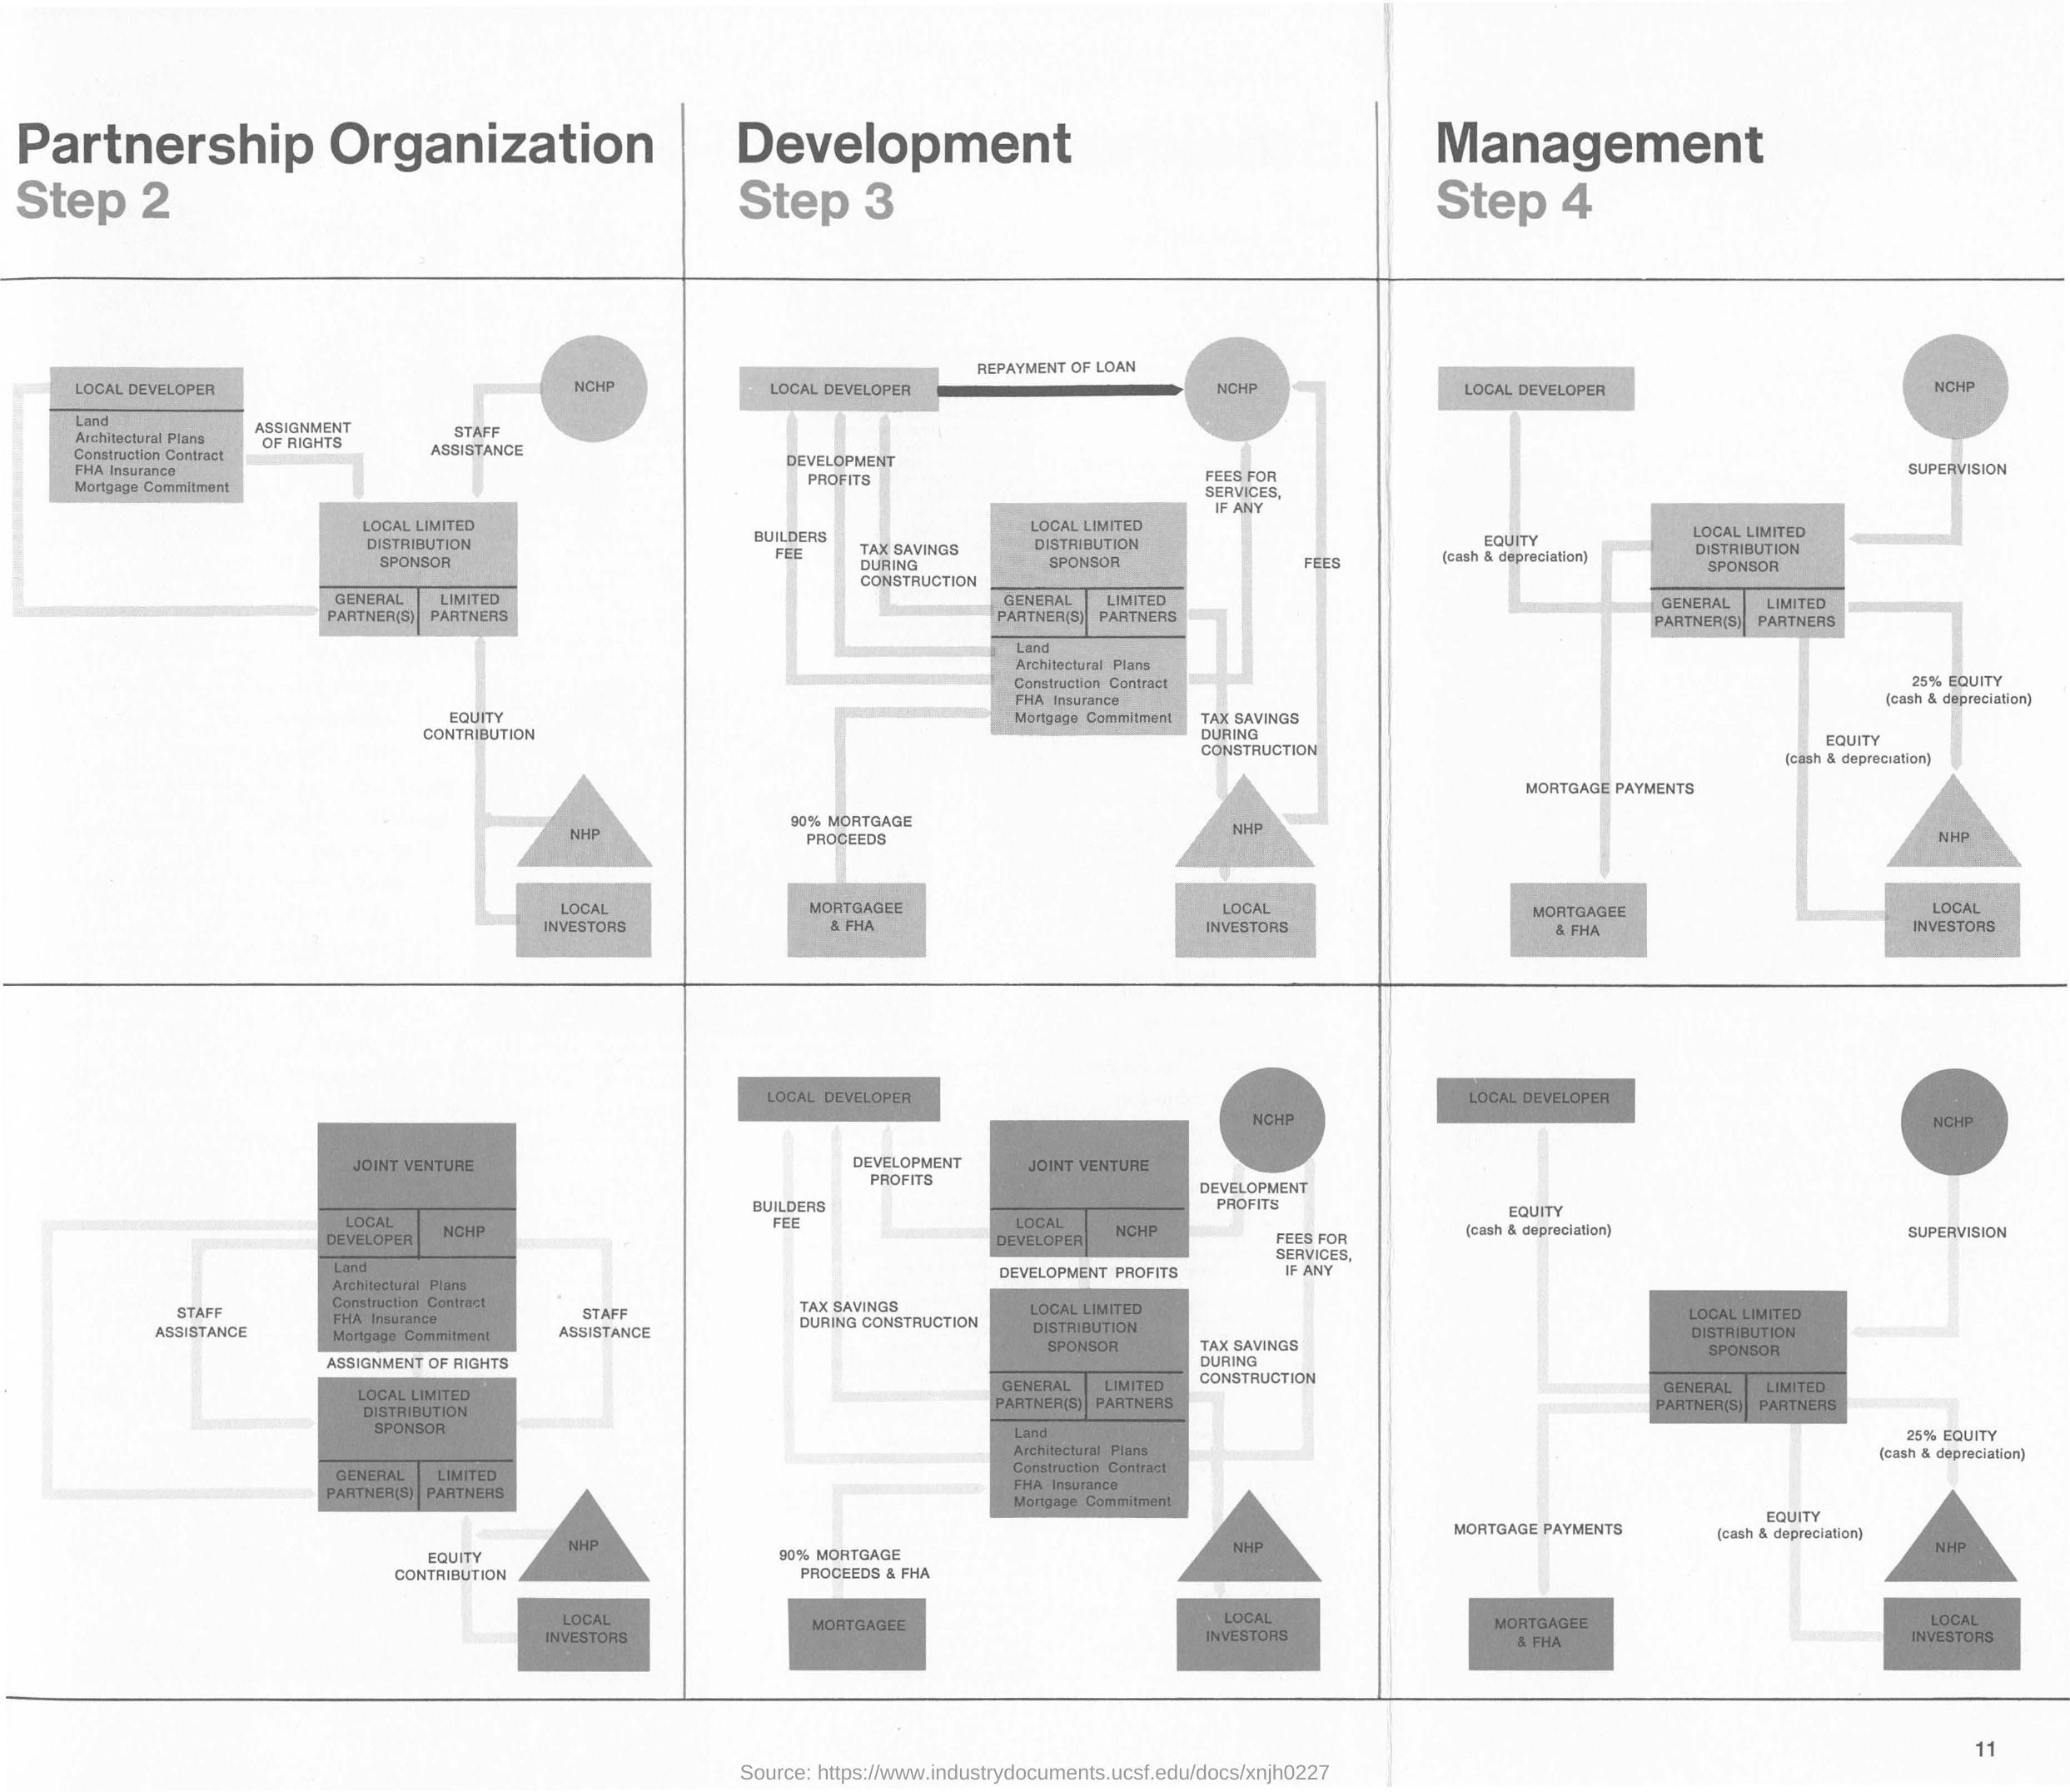 Partnership Organization
Step 2
Development
Step 3
Management
Step 4
LOCAL DEVELOPER
Land
Architectural Plans
Construction Contract
FHA Insurance
Mortgage Commitment
ASSIGNMENT
OF RIGHTS
STAFF
ASSISTANCE
NCHP
LOCAL LIMITED
DISTRIBUTION
SPONSOR
GENERAL
PARTNER(S)
LIMITED
PARTNERS
EQUITY
CONTRIBUTION
NHP
LOCAL
INVESTORS
LOCAL DEVELOPER
REPAYMENT OF LOAN
NCHP
DEVELOPMENT
PROFITS
FEES FOR
SERVICES,
IF ANY
BUILDERS
FEE
TAX SAVINGS
DURING
CONSTRUCTION
LOCAL LIMITED
DISTRIBUTION
SPONSOR
FEES
GENERAL
PARTNER(S)
LIMITED
PARTNERS
Land
Architectural Plans
Construction Contract
FHA Insurance
Mortgage Commitment
TAX SAVINGS
DURING
CONSTRUCTION
90% MORTGAGE
PROCEEDS
NHP
MORTGAGEE
& FHA
LOCAL
INVESTORS
LOCAL DEVELOPER
NCHP
SUPERVISION
EQUITY
(cash & depreciation)
LOCAL LIMITED
DISTRIBUTION
SPONSOR
GENERAL
PARTNER(S)
LIMITED
PARTNERS
25% EQUITY
(cash & depreciation)
EQUITY
(cash & depreciation)
MORTGAGE PAYMENTS
NHP
MORTGAGEE
& FHA
LOCAL
INVESTORS
JOINT VENTURE
LOCAL
DEVELOPER
NCHP
Land
Architectural Plans
Construction Contract
FHA Insurance
Mortgage Commitment
STAFF
ASSISTANCE
STAFF
ASSISTANCE
ASSIGNMENT OF RIGHTS
LOCAL LIMITED
DISTRIBUTION
SPONSOR
GENERAL
PARTNER(S)
LIMITED
PARTNERS
EQUITY
CONTRIBUTION
NHP
LOCAL
INVESTORS
LOCAL DEVELOPER
NCHP
DEVELOPMENT
PROFITS
JOINT VENTURE
DEVELOPMENT
PROFITS
BUILDERS
FEE
LOCAL
DEVELOPER
NCHP
FEES FOR
SERVICES,
IF ANY
DEVELOPMENT PROFITS
TAX SAVINGS
DURING CONSTRUCTION
LOCAL LIMITED
DISTRIBUTION
SPONSOR
TAX SAVINGS
DURING
CONSTRUCTION
GENERAL
PARTNER(S)
LIMITED
PARTNERS
Land
Architectural Plans
Construction Contract
FHA Insurance
Mortgage Commitment
90% MORTGAGE
PROCEEDS & FHA
NHP
MORTGAGEE
LOCAL
INVESTORS
LOCAL DEVELOPER
NCHP
EQUITY
(cash & depreciation)
SUPERVISION
LOCAL LIMITED
DISTRIBUTION
SPONSOR
GENERAL
PARTNER(S)
LIMITED
PARTNERS
25% EQUITY
(cash & depreciation)
MORTGAGE PAYMENTS
EQUITY
(cash & depreciation)
NHP
MORTGAGEE
& FHA
LOCAL
INVESTORS
11
Source: https://www.industrydocuments.ucsf.edu/docs/xnjh0227